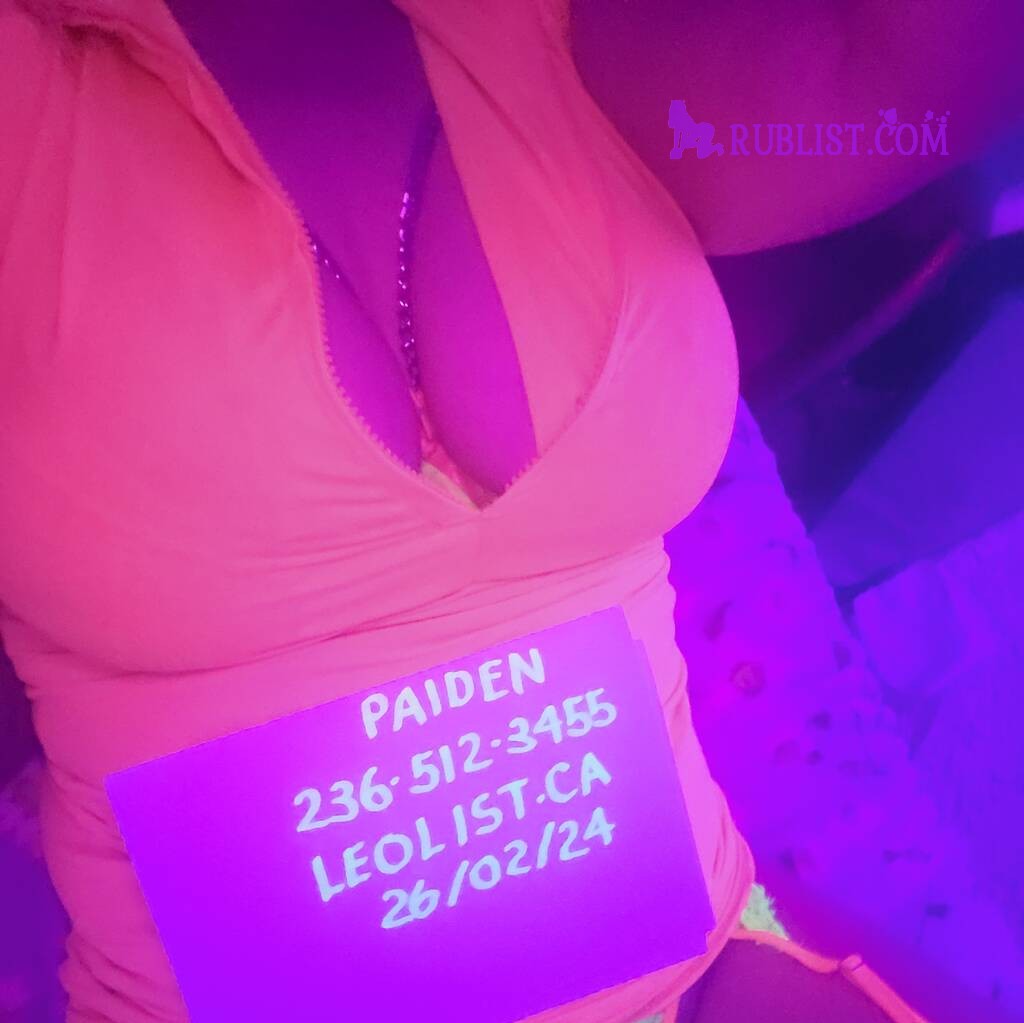 RUBLIST.COM
PAIDEN
236·512·3455
LEOLIST.CA
26/02/24